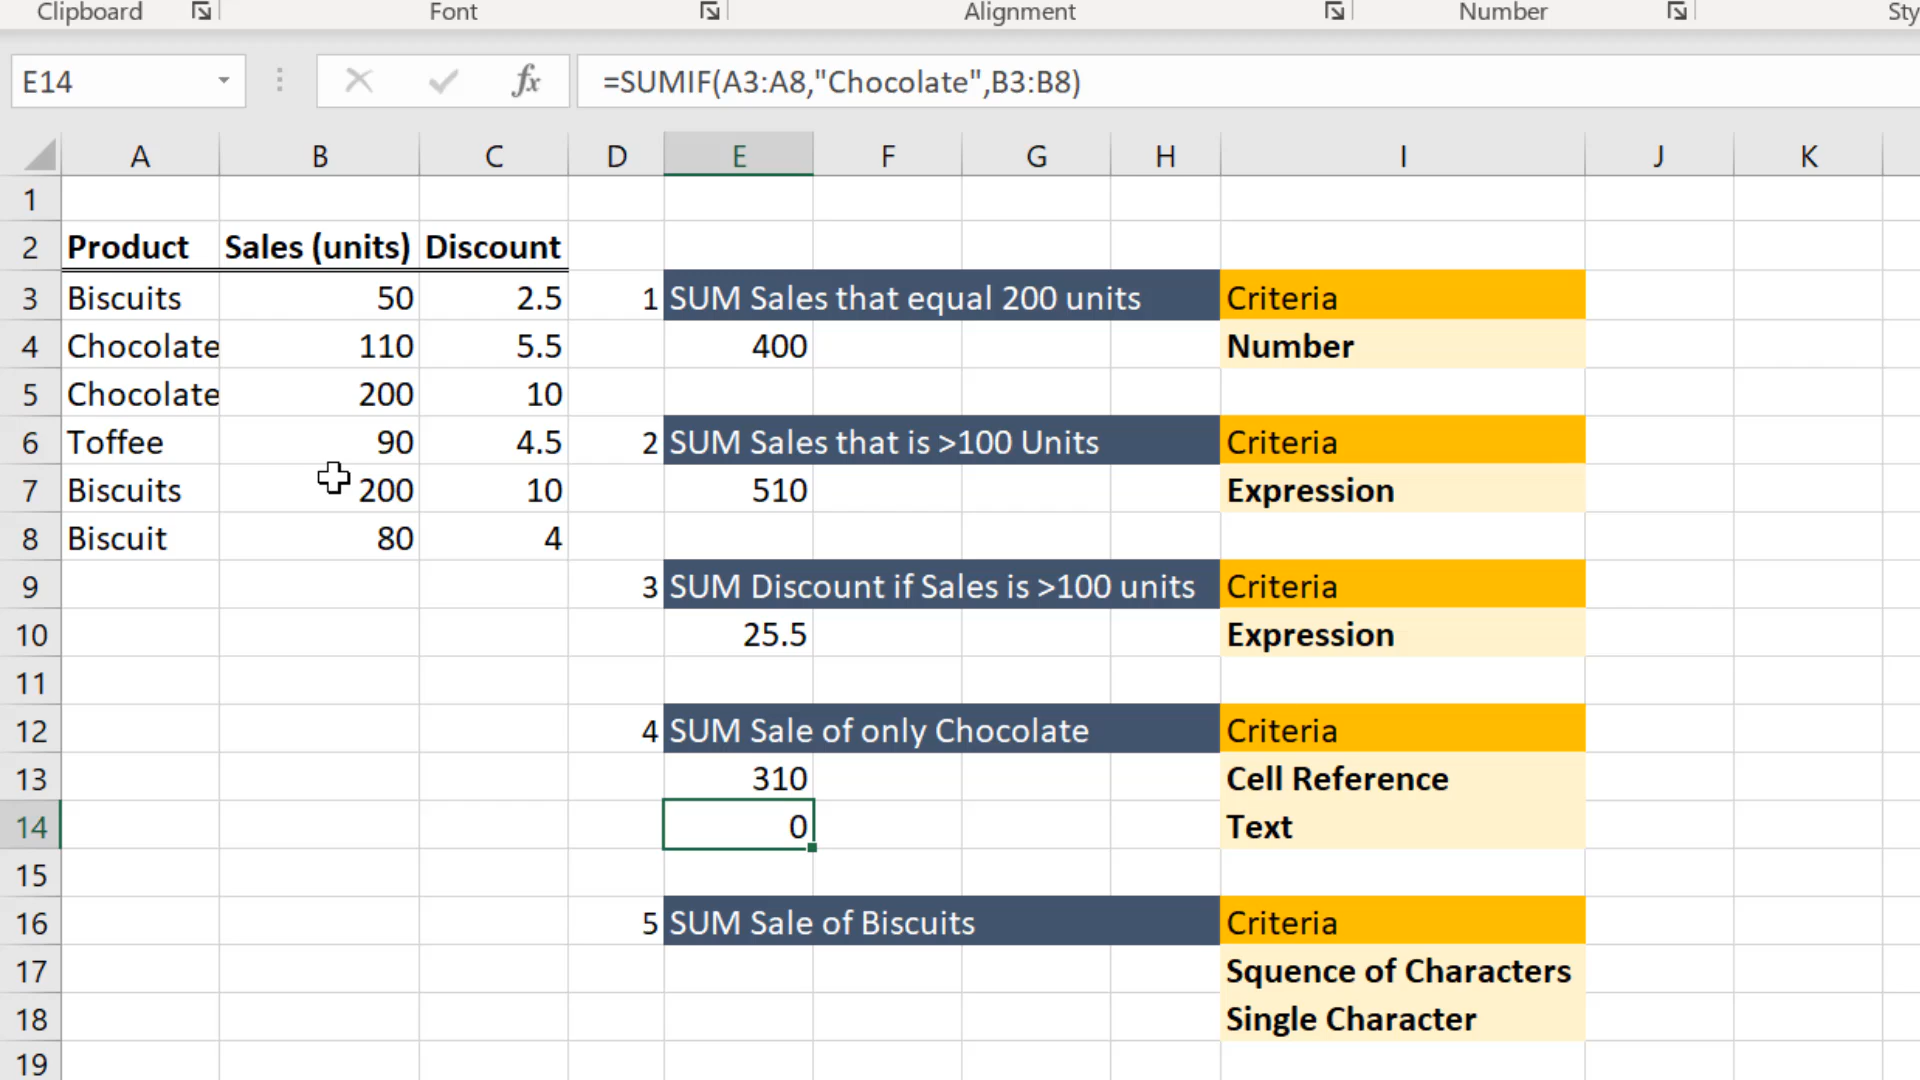 Clipboard Font Alignment Number Sty
E14 fx =SUMIF(A3:A8,"Chocolate",B3:B8)
A B C D E F G H I J K
1
2 Product Sales (units) Discount
3 Biscuits 50 2.5 1 SUM Sales that equal 200 units Criteria
4 Chocolate 110 5.5 400 Number
5 Chocolate 200 10
6 Toffee 90 4.5 2 SUM Sales that is >100 Units Criteria
7 Biscuits 200 10 510 Expression
8 Biscuit 80 4
9 3 SUM Discount if Sales is >100 units Criteria
10 25.5 Expression
11
12 4 SUM Sale of only Chocolate Criteria
13 310 Cell Reference
14 0 Text
15
16 5 SUM Sale of Biscuits Criteria
17 Squence of Characters
18 Single Character
19